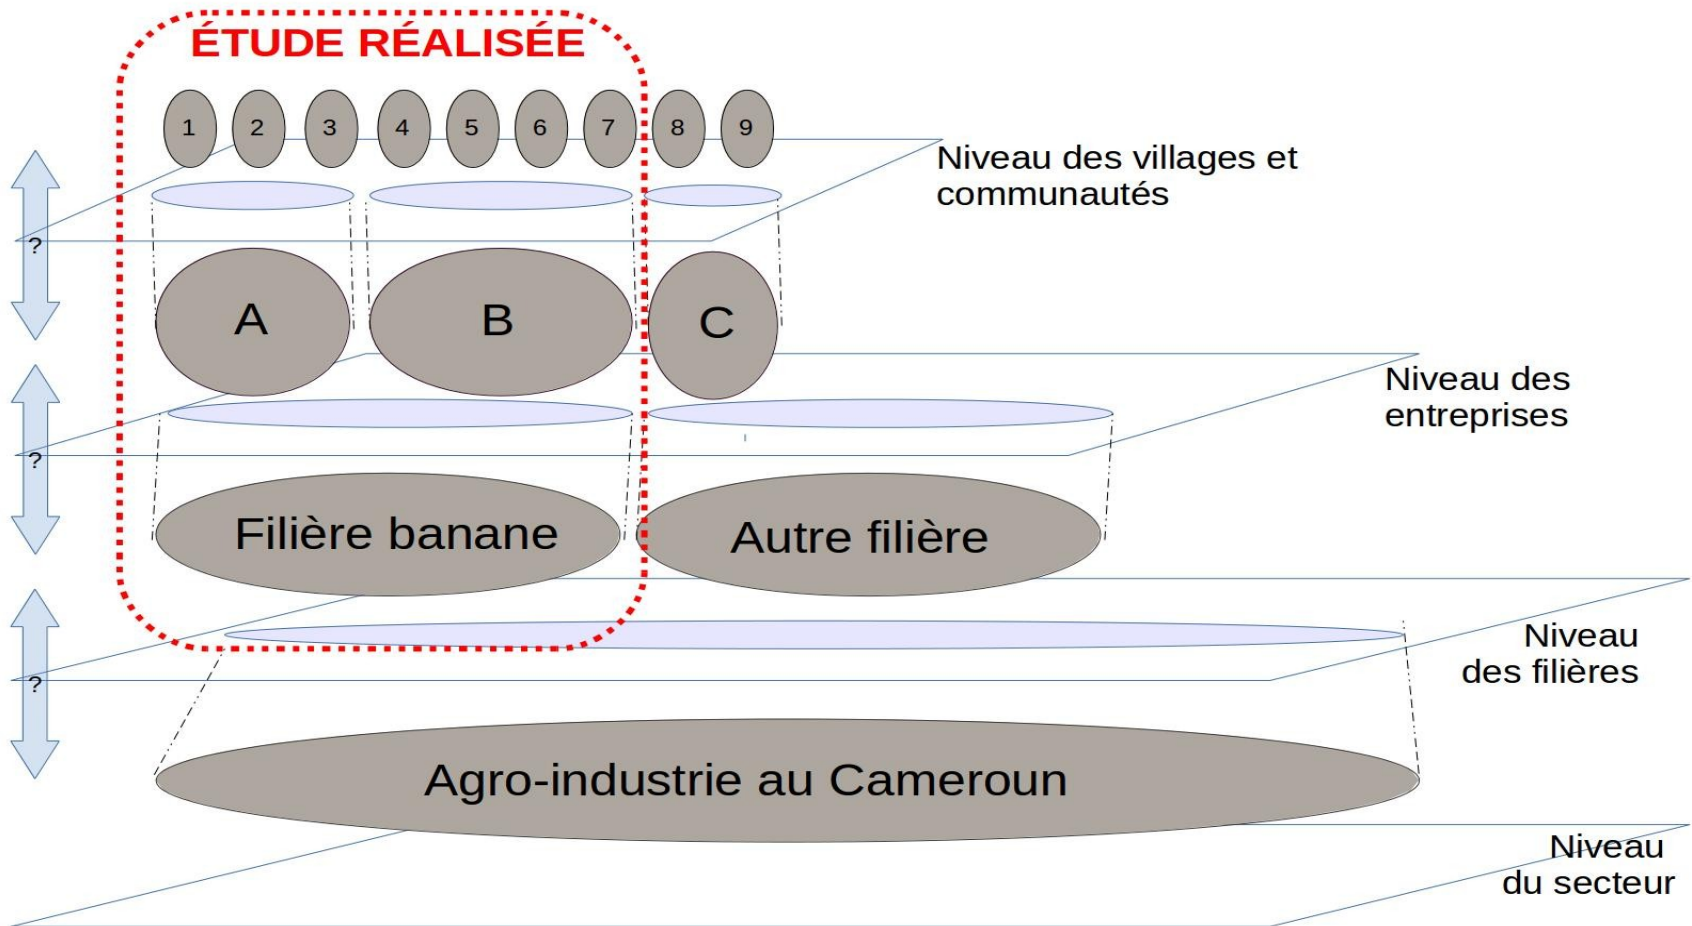 ÉTUDE RÉALISÉE
1 2 3 4 5 6 7 8 9
Niveau des villages et
communautés
?
A B C
Niveau des
entreprises
?
Filière banane
Autre filière
Niveau
des filières
?
Agro-industrie au Cameroun
Niveau
du secteur